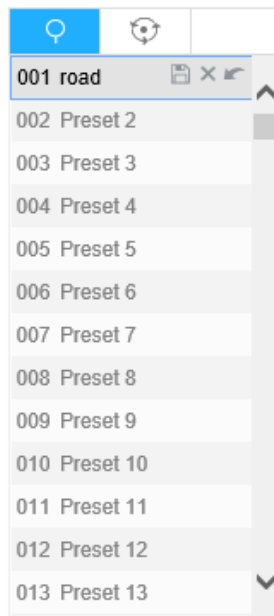 001 road
002 Preset 2
003 Preset 3
004 Preset 4
005 Preset 5
006 Preset 6
007 Preset 7
008 Preset 8
009 Preset 9
010 Preset 10
011 Preset 11
012 Preset 12
013 Preset 13